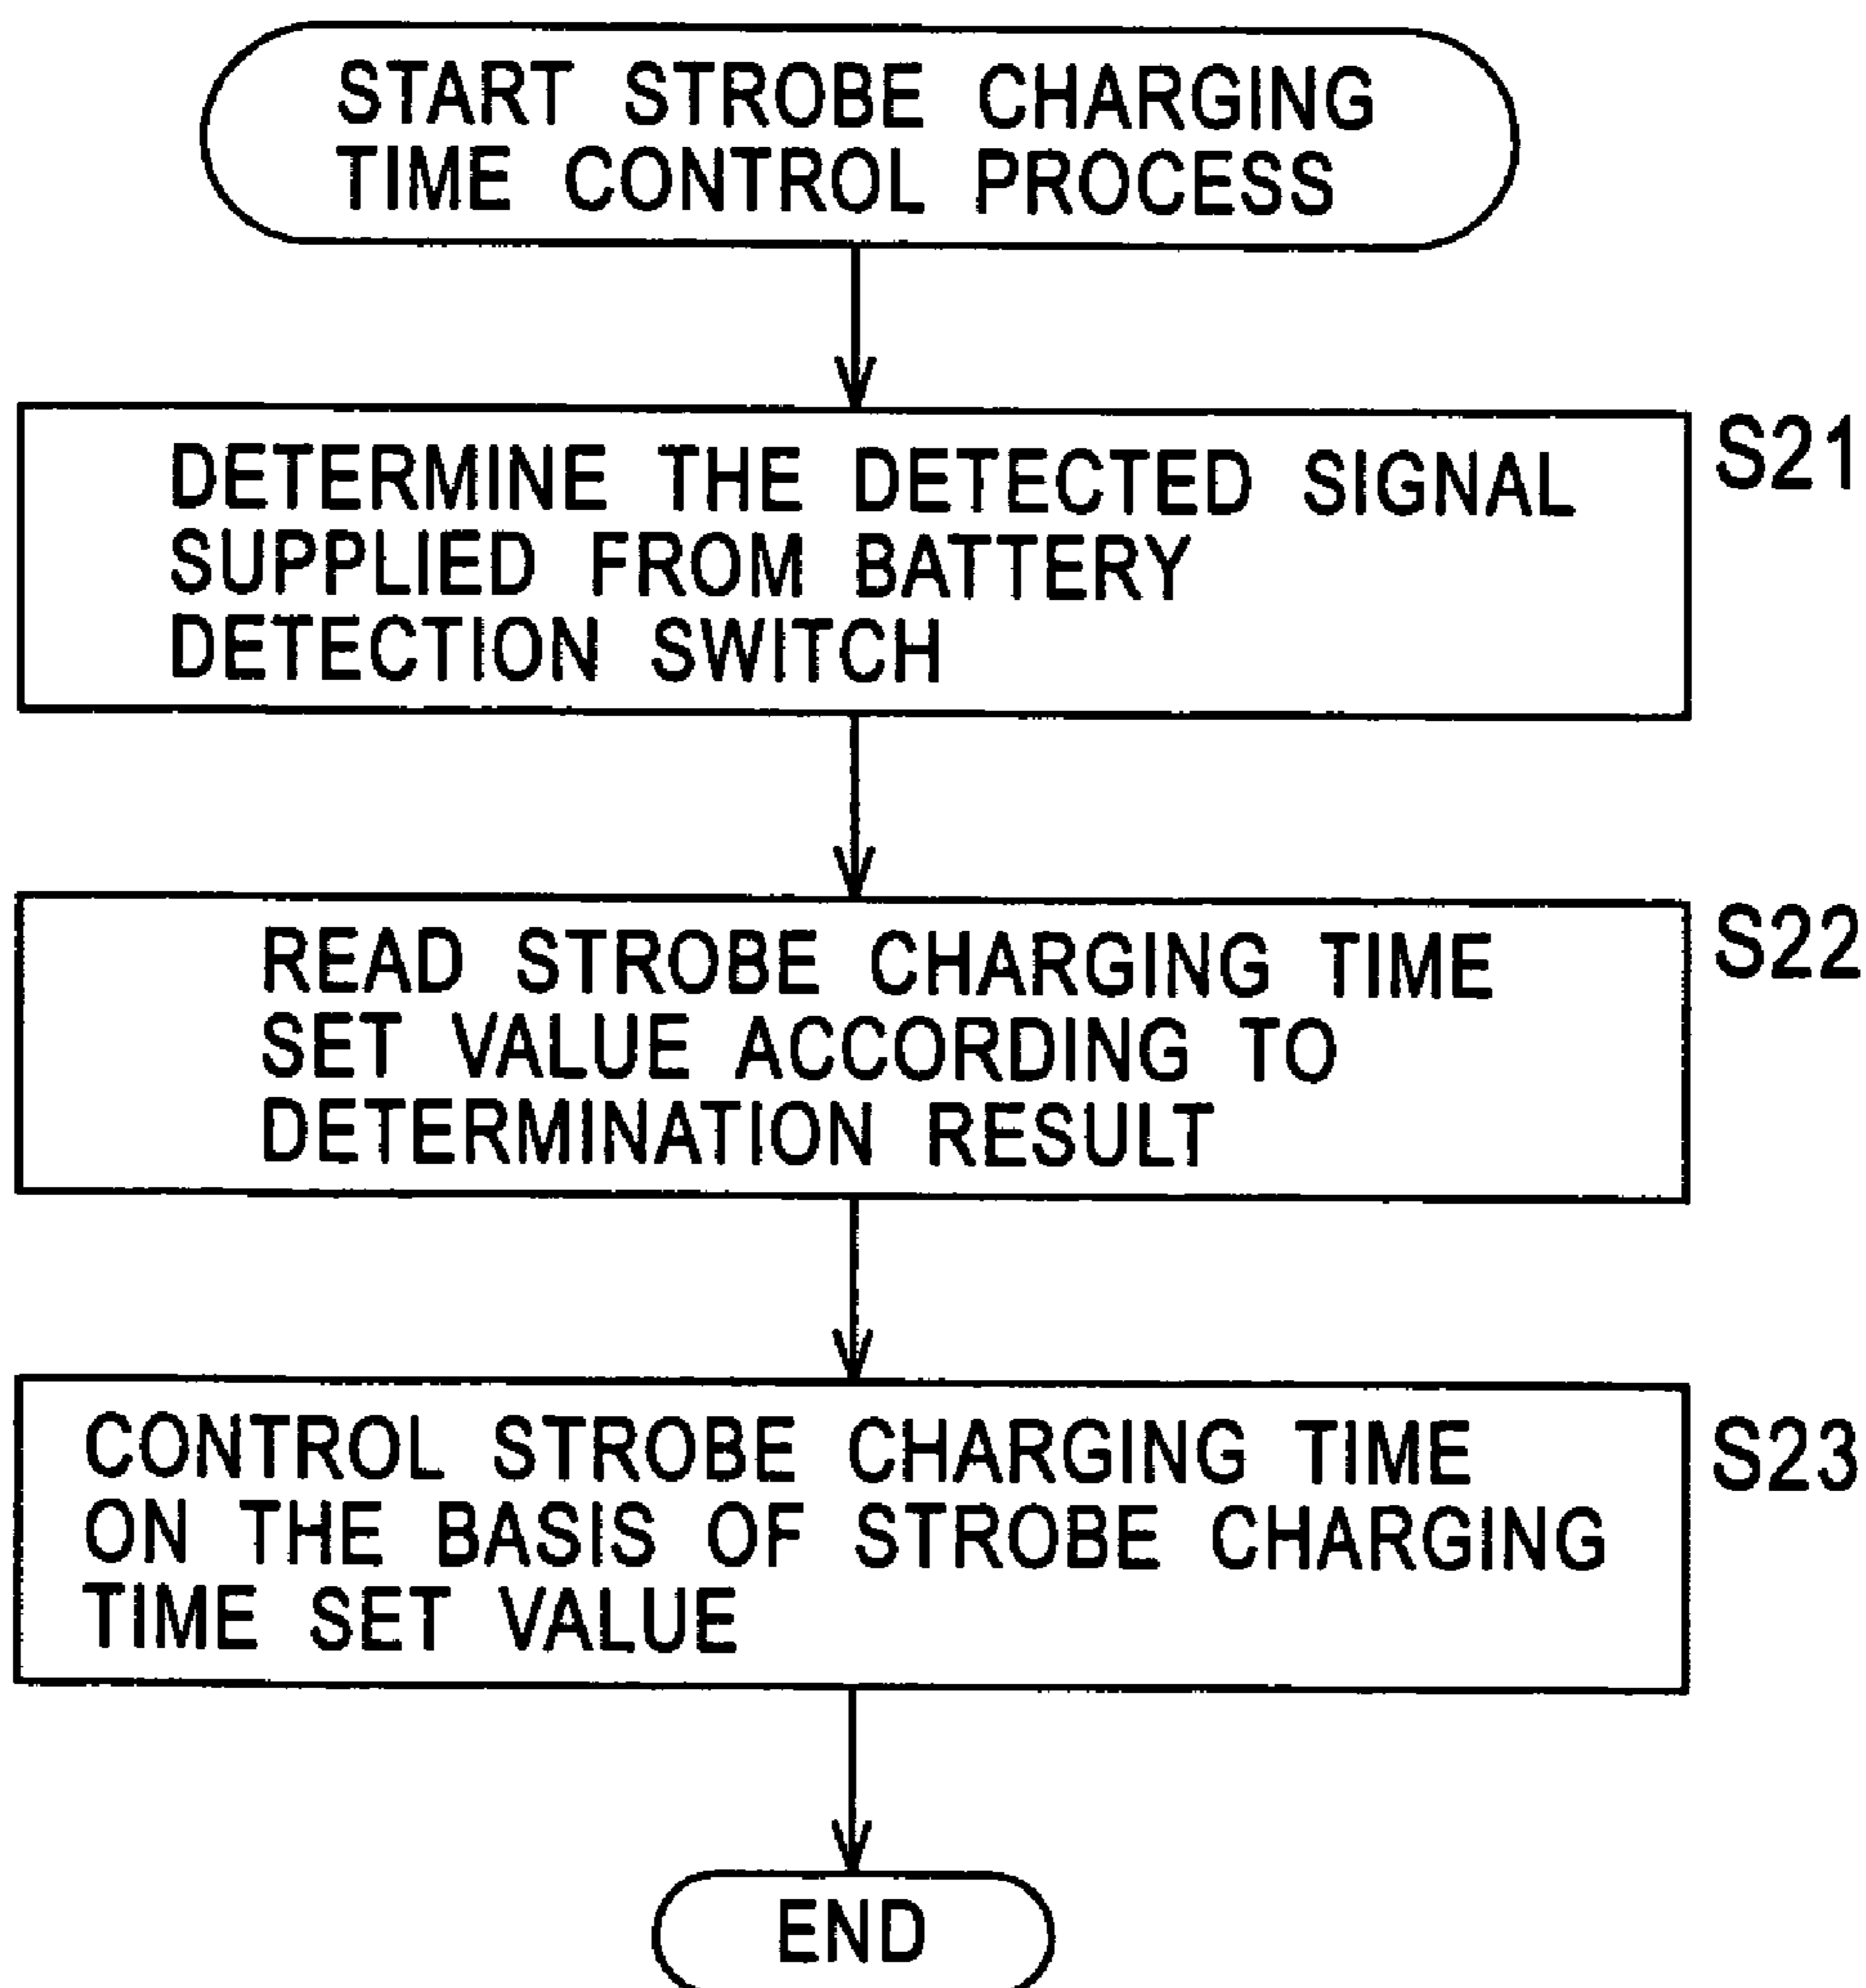 START STROBE CHARGING
TIME CONTROL PROCESS
DETERMINE THE DETECTED SIGNAL
SUPPLIED FROM BATTERY
DETECTION SWITCH
S21
READ STROBE CHARGING TIME
SET VALUE ACCORDING TO
DETERMINATION RESULT
S22
CONTROL STROBE CHARGING TIME
ON THE BASIS OF STROBE CHARGING
TIME SET VALUE
S23
END